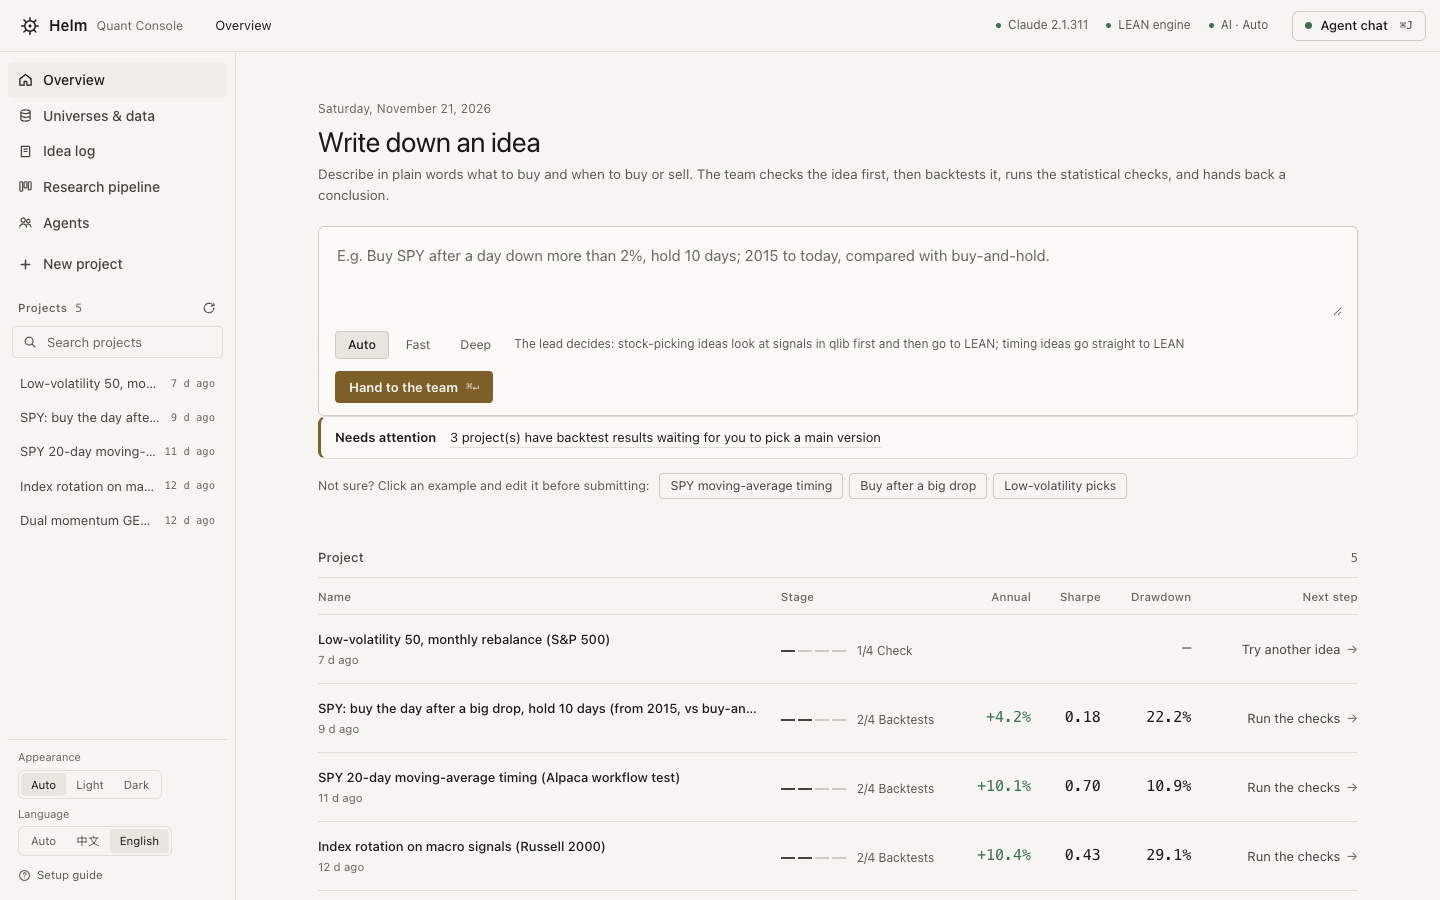 Helm Quant Console Overview
Claude 2.1.311 LEAN engine AI · Auto Agent chat ⌘J
Overview
Universes & data
Idea log
Research pipeline
Agents
New project
Projects 5
Search projects
Low-volatility 50, mo... 7 d ago
SPY: buy the day afte... 9 d ago
SPY 20-day moving-... 11 d ago
Index rotation on ma... 12 d ago
Dual momentum GE... 12 d ago
Appearance
Auto Light Dark
Language
Auto 中文 English
Setup guide
Saturday, November 21, 2026
Write down an idea
Describe in plain words what to buy and when to buy or sell. The team checks the idea first, then backtests it, runs the statistical checks, and hands back a
conclusion.
E.g. Buy SPY after a day down more than 2%, hold 10 days; 2015 to today, compared with buy-and-hold.
Auto Fast Deep The lead decides: stock-picking ideas look at signals in qlib first and then go to LEAN; timing ideas go straight to LEAN
Hand to the team ⌘↵
Needs attention 3 project(s) have backtest results waiting for you to pick a main version
Not sure? Click an example and edit it before submitting: SPY moving-average timing Buy after a big drop Low-volatility picks
Project 5
Name Stage Annual Sharpe Drawdown Next step
Low-volatility 50, monthly rebalance (S&P 500)
7 d ago
1/4 Check — Try another idea →
SPY: buy the day after a big drop, hold 10 days (from 2015, vs buy-an...
9 d ago
2/4 Backtests +4.2% 0.18 22.2% Run the checks →
SPY 20-day moving-average timing (Alpaca workflow test)
11 d ago
2/4 Backtests +10.1% 0.70 10.9% Run the checks →
Index rotation on macro signals (Russell 2000)
12 d ago
2/4 Backtests +10.4% 0.43 29.1% Run the checks →